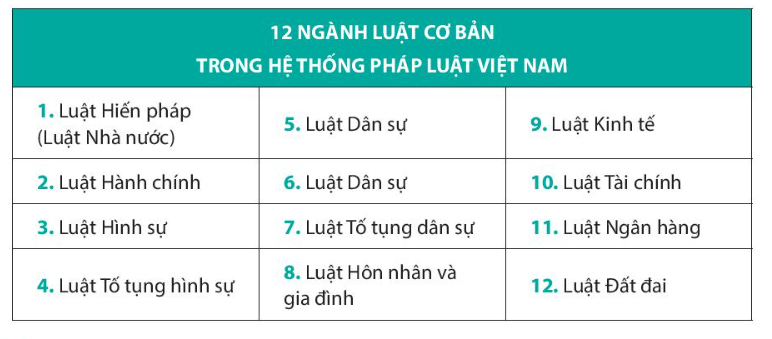 12 NGÀNH LUẬT CƠ BẢN
TRONG HỆ THỐNG PHÁP LUẬT VIỆT NAM
1. Luật Hiến pháp
(Luật Nhà nước)
5. Luật Dân sự
9. Luật Kinh tế
2. Luật Hành chính
6. Luật Dân sự
10. Luật Tài chính
3. Luật Hình sự
7. Luật Tố tụng dân sự
11. Luật Ngân hàng
4. Luật Tố tụng hình sự
8. Luật Hôn nhân và
gia đình
12. Luật Đất đai